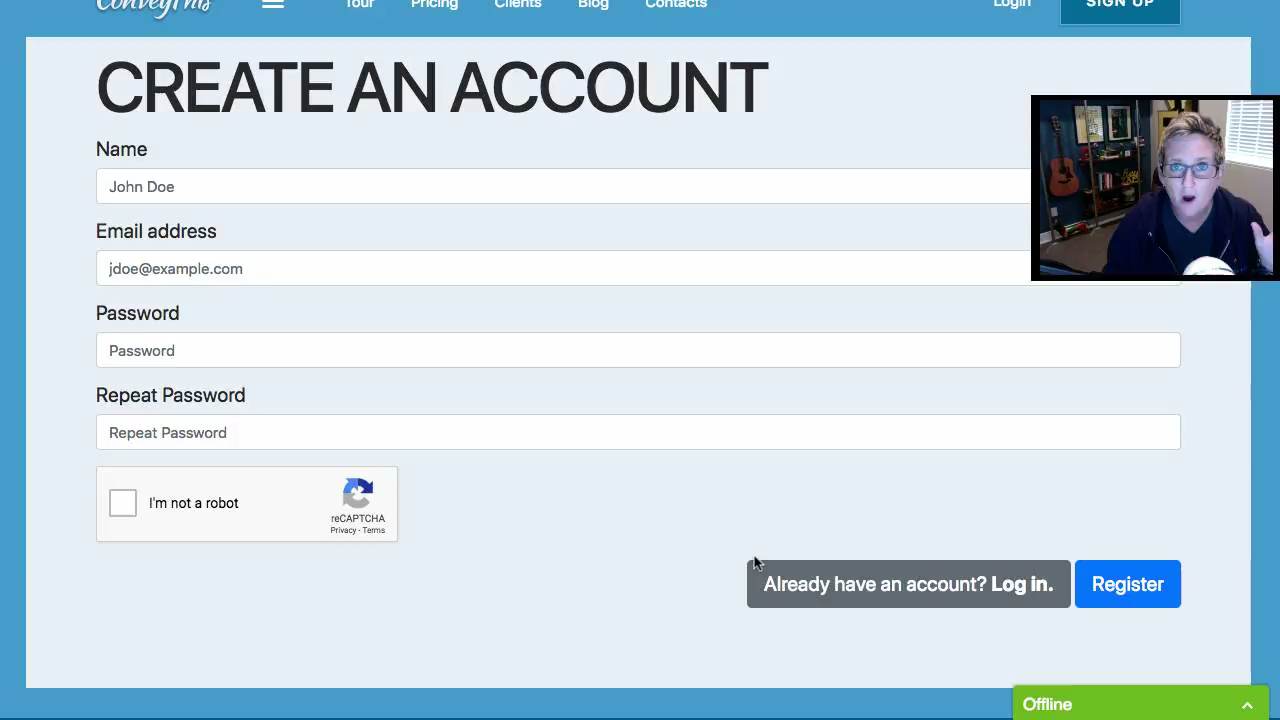 ConveyThis
Tour Pricing Clients Blog Contacts Login SIGN UP
CREATE AN ACCOUNT
Name
John Doe
Email address
jdoe@example.com
Password
Password
Repeat Password
Repeat Password
I'm not a robot
reCAPTCHA
Privacy - Terms
Already have an account? Log in. Register
Offline